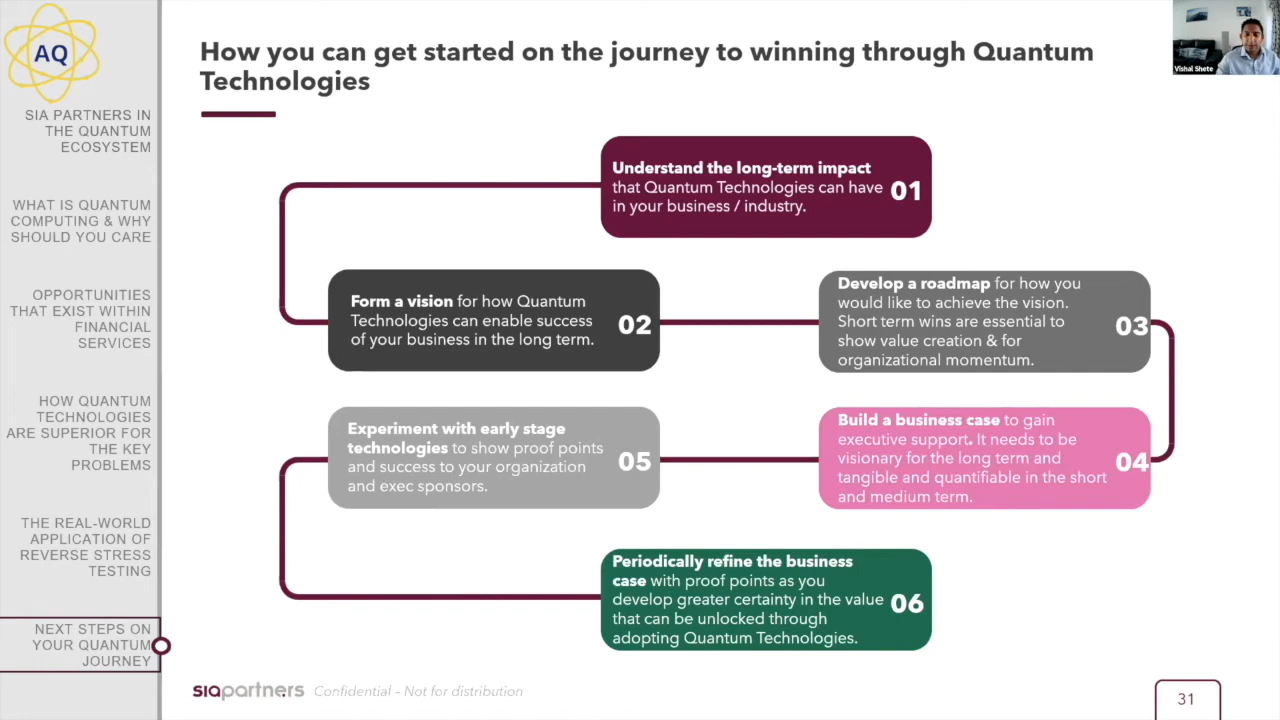 AQ
SIA PARTNERS IN
THE QUANTUM
ECOSYSTEM
WHAT IS QUANTUM
COMPUTING & WHY
SHOULD YOU CARE
OPPORTUNITIES
THAT EXIST WITHIN
FINANCIAL
SERVICES
HOW QUANTUM
TECHNOLOGIES
ARE SUPERIOR FOR
THE KEY
PROBLEMS
THE REAL-WORLD
APPLICATION OF
REVERSE STRESS
TESTING
NEXT STEPS ON
YOUR QUANTUM
JOURNEY
How you can get started on the journey to winning through Quantum
Technologies
Vishal Shete
Understand the long-term impact
that Quantum Technologies can have
in your business / industry.
01
Form a vision for how Quantum
Technologies can enable success
of your business in the long term.
02
Develop a roadmap for how you
would like to achieve the vision.
Short term wins are essential to
show value creation & for
organizational momentum.
03
Build a business case to gain
executive support. It needs to be
visionary for the long term and
tangible and quantifiable in the short
and medium term.
04
Experiment with early stage
technologies to show proof points
and success to your organization
and exec sponsors.
05
Periodically refine the business
case with proof points as you
develop greater certainty in the value
that can be unlocked through
adopting Quantum Technologies.
06
siapartners Confidential – Not for distribution
31